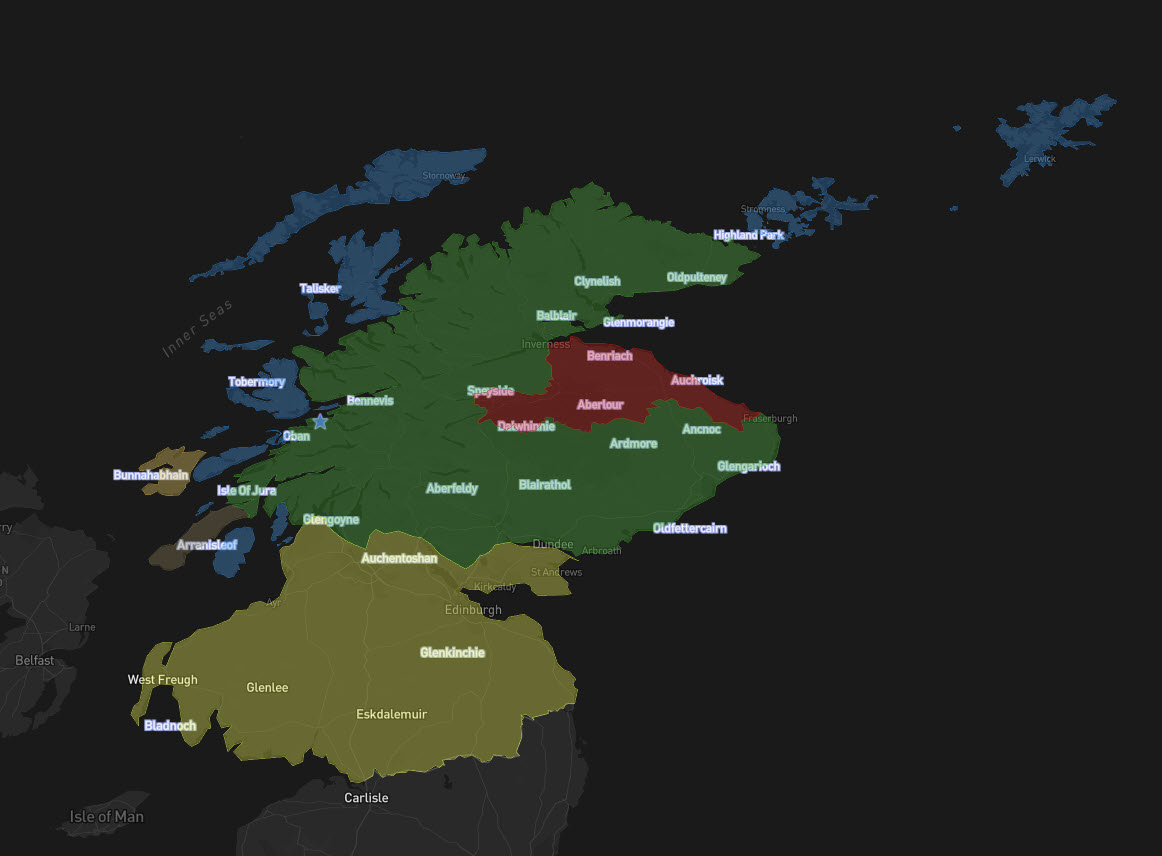 Lerwick
Stornoway
Stromness
Highland Park
Oldpulteney
Clynelish
Talisker
Inner Seas
Balblair
Glenmorangie
Inverness
Benriach
Tobermory
Auchroisk
Speyside
Bennevis
Aberlour
Fraserburgh
Dalwhinnie
Ancnoc
Oban
Ardmore
Glengarioch
Bunnahabhain
Blairathol
Aberfeldy
Isle Of Jura
Glengoyne
Oldfettercairn
ry
Arranisleof
Dundee
Arbroath
Auchentoshan
N
St Andrews
Kirkcaldy
Ayr
Edinburgh
Larne
Glenkinchie
Belfast
West Freugh
Glenlee
Eskdalemuir
Bladnoch
Carlisle
Isle of Man